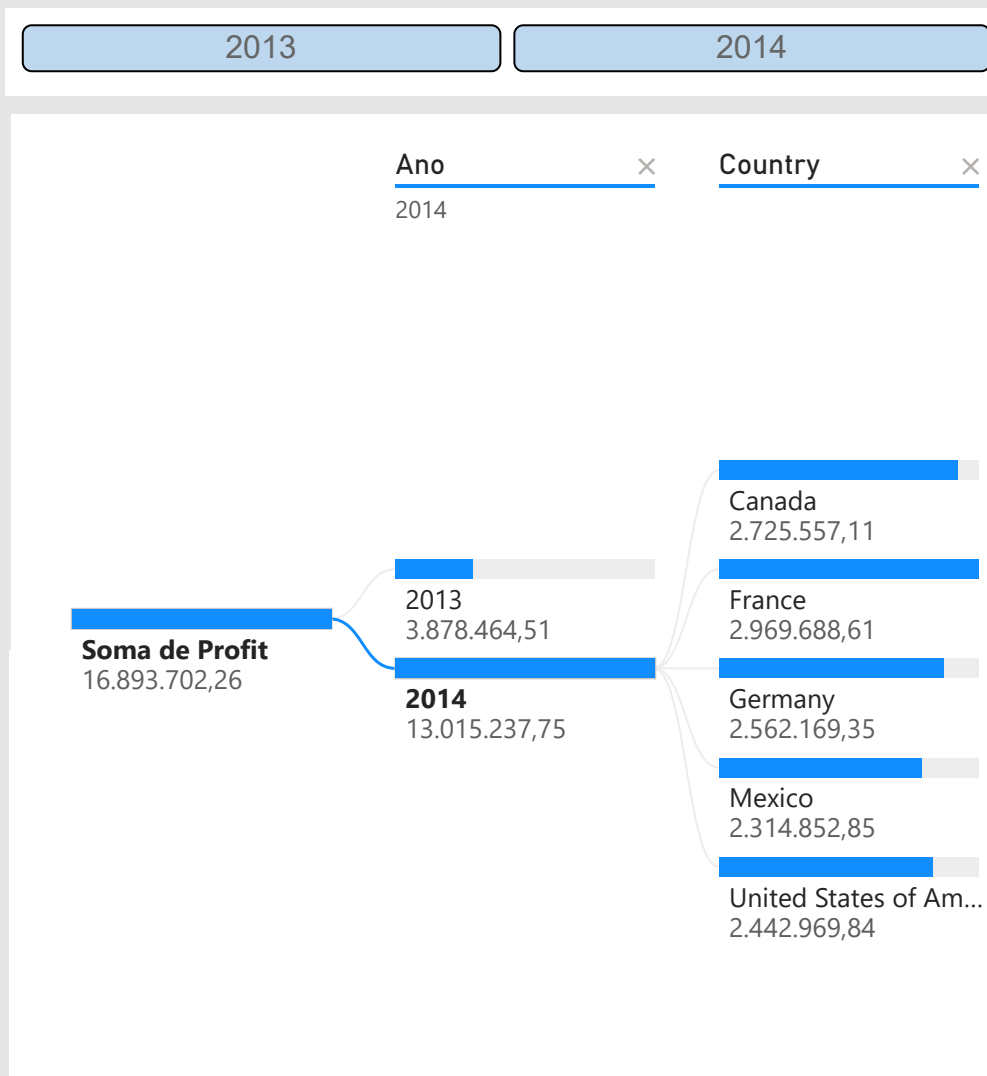 2013
2014
Ano
Country
2014
Canada
2.725.557,11
2013
3.878.464,51
France
2.969.688,61
Soma de Profit
16.893.702,26
2014
13.015.237,75
Germany
2.562.169,35
Mexico
2.314.852,85
United States of Am...
2.442.969,84